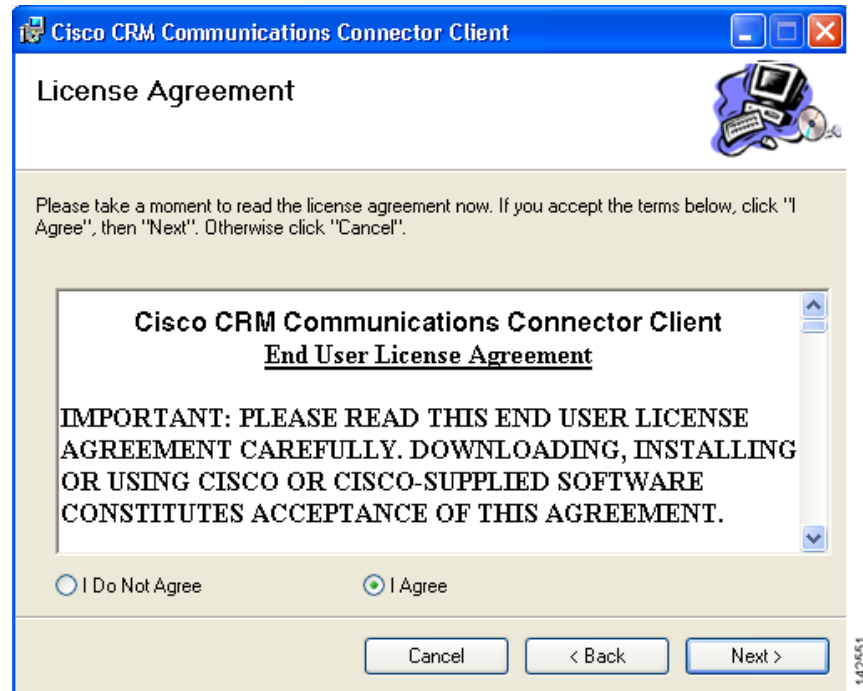 Cisco CRM Communications Connector Client
License Agreement
Please take a moment to read the license agreement now. If you accept the terms below, click "I
Agree", then "Next". Otherwise click "Cancel".
Cisco CRM Communications Connector Client
End User License Agreement
IMPORTANT: PLEASE READ THIS END USER LICENSE
AGREEMENT CAREFULLY. DOWNLOADING, INSTALLING
OR USING CISCO OR CISCO-SUPPLIED SOFTWARE
CONSTITUTES ACCEPTANCE OF THIS AGREEMENT.
I Do Not Agree
I Agree
Cancel
< Back
Next >
142551